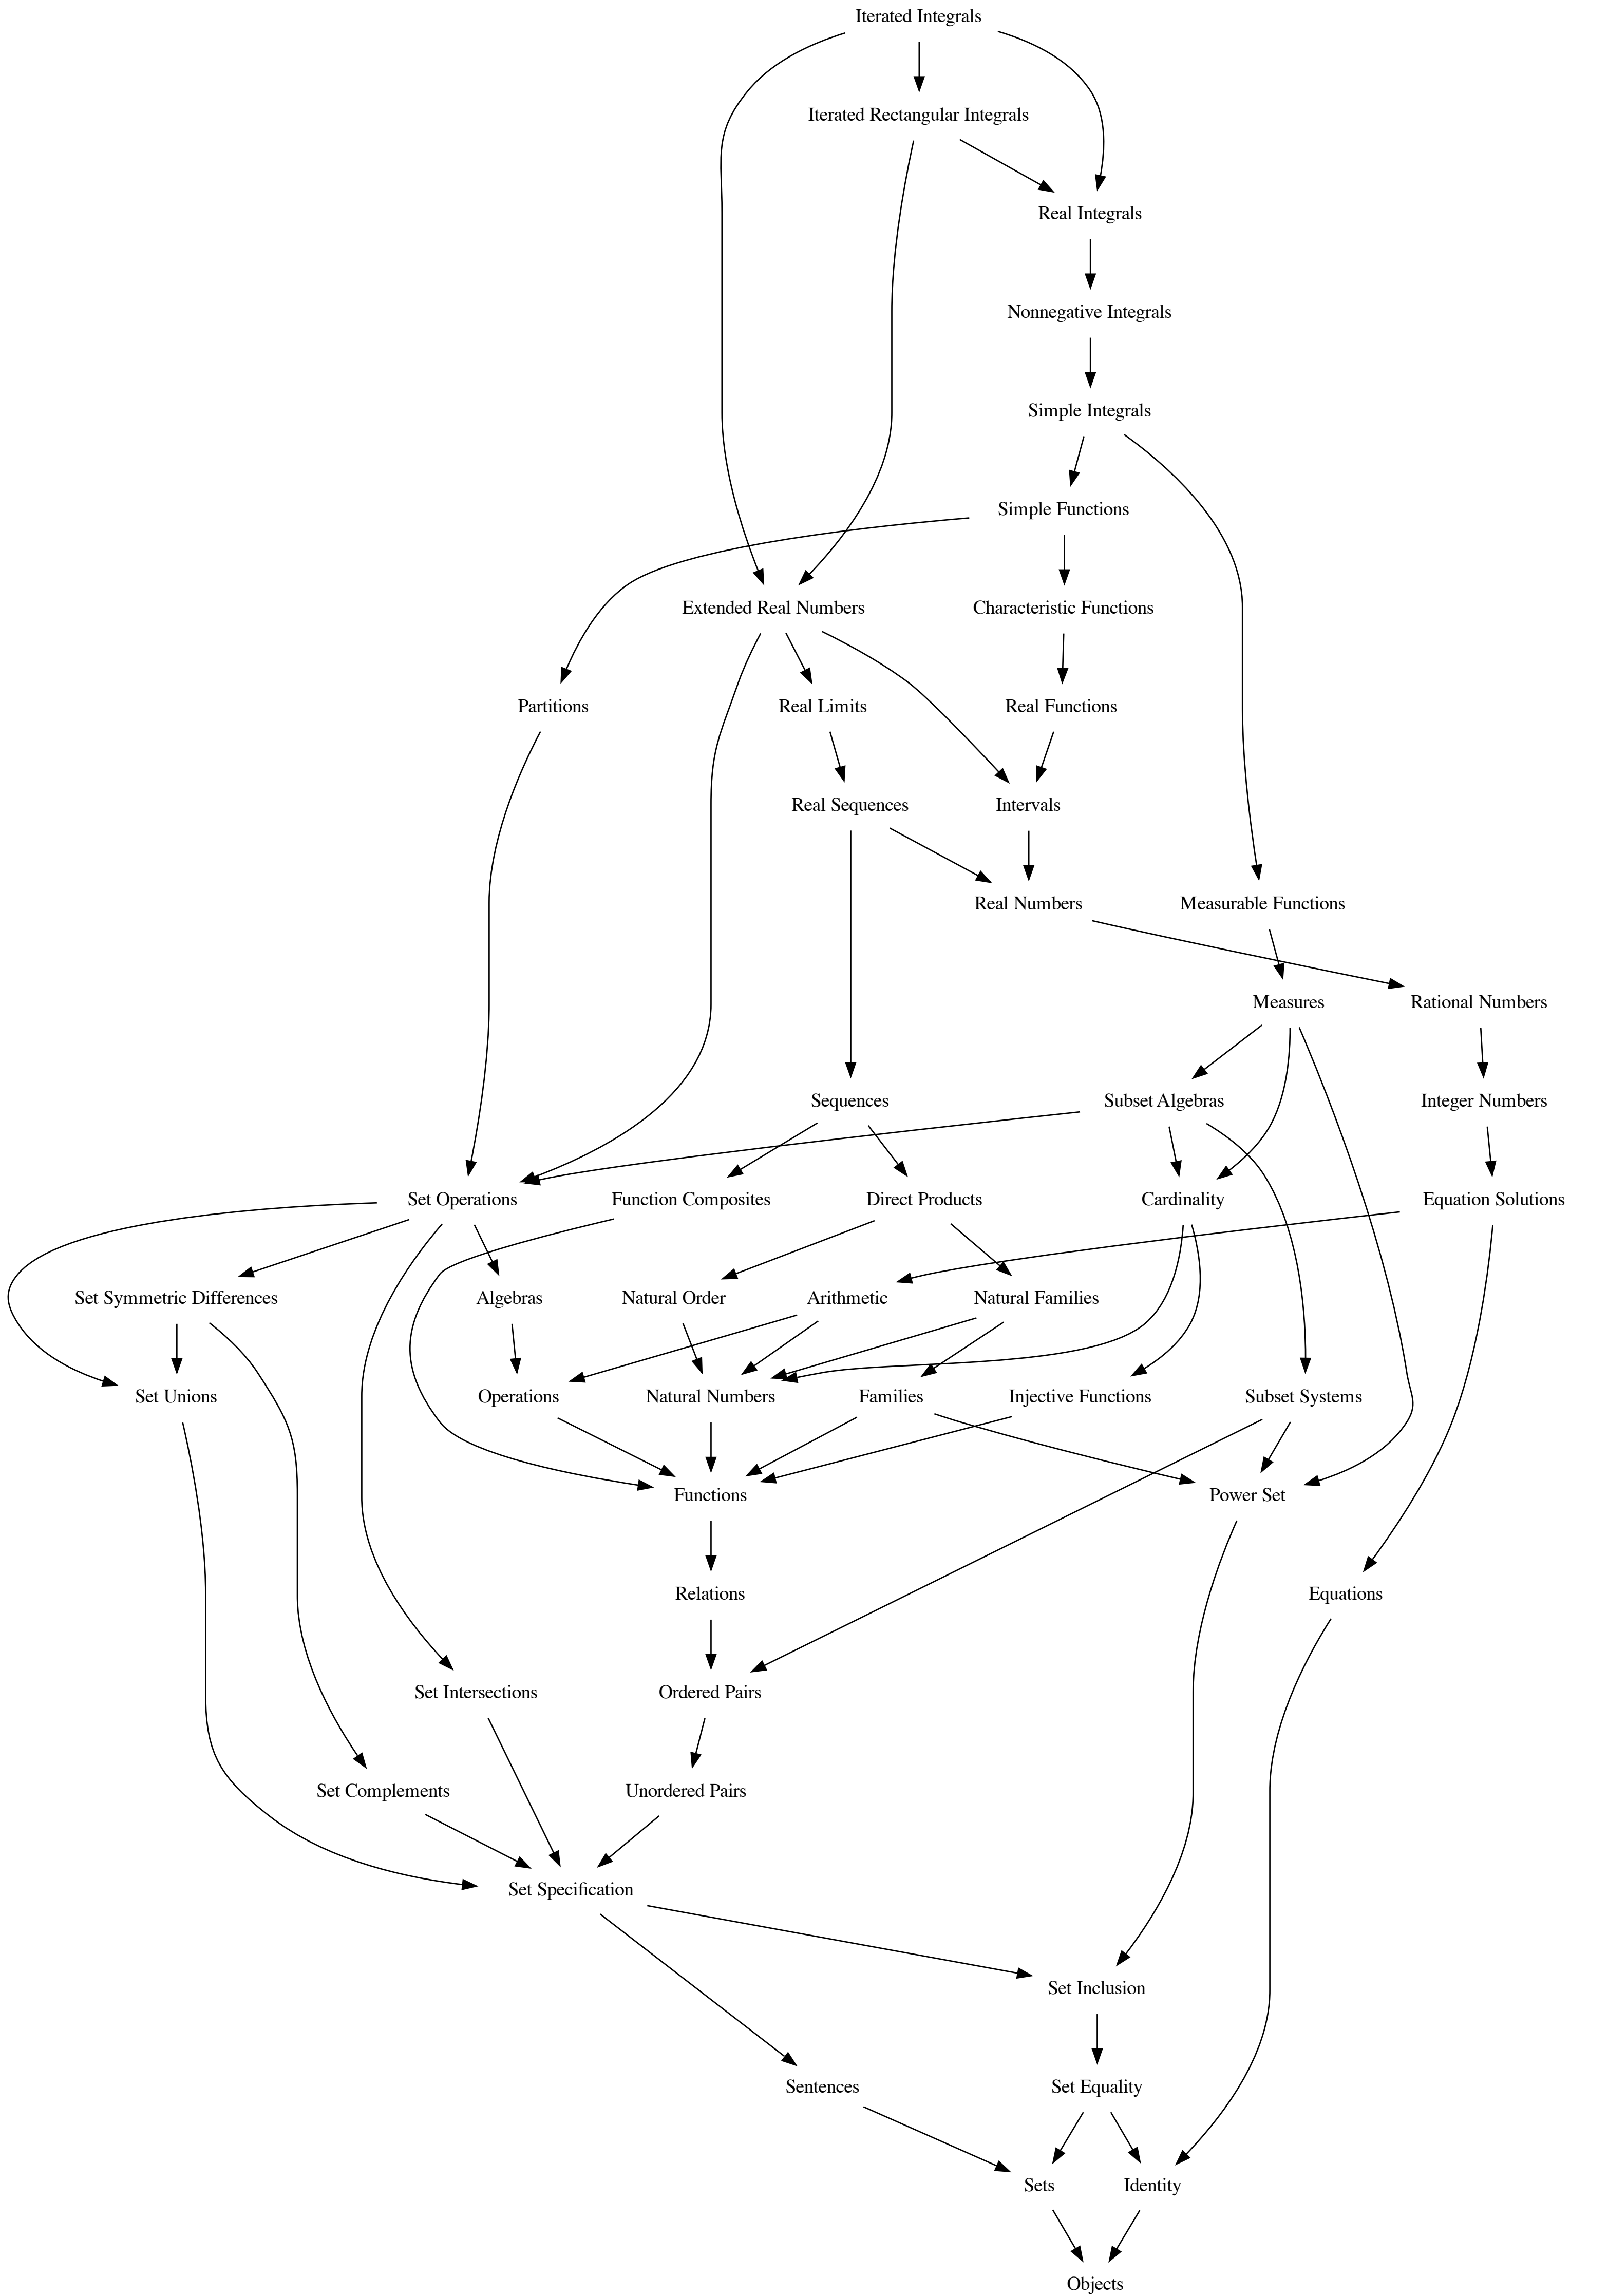 Iterated Integrals
Iterated Rectangular Integrals
Real Integrals
Nonnegative Integrals
Simple Integrals
Simple Functions
Extended Real Numbers
Characteristic Functions
Partitions
Real Limits
Real Functions
Real Sequences
Intervals
Real Numbers
Measurable Functions
Measures
Rational Numbers
Sequences
Subset Algebras
Integer Numbers
Set Operations
Function Composites
Direct Products
Cardinality
Equation Solutions
Set Symmetric Differences
Algebras
Natural Order
Arithmetic
Natural Families
Set Unions
Operations
Natural Numbers
Families
Injective Functions
Subset Systems
Functions
Power Set
Relations
Equations
Set Intersections
Ordered Pairs
Set Complements
Unordered Pairs
Set Specification
Set Inclusion
Sentences
Set Equality
Sets
Identity
Objects